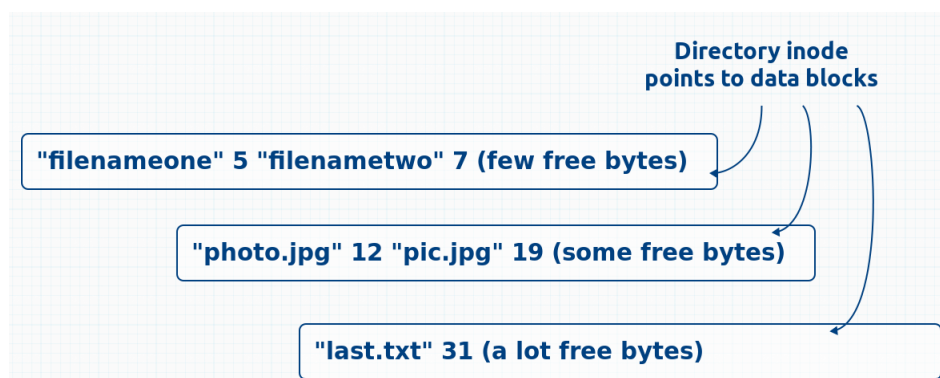 Directory inode
points to data blocks
"filenameone" 5 "filenametwo" 7 (few free bytes)
"photo.jpg" 12 "pic.jpg" 19 (some free bytes)
"last.txt" 31 (a lot free bytes)